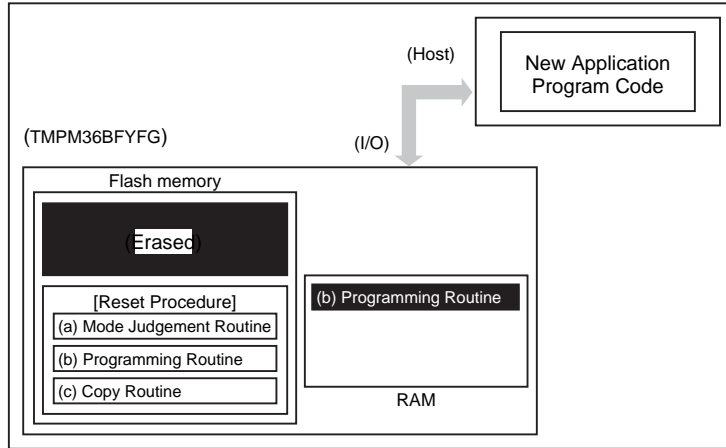 (Host)
New Application
Program Code
(TMPM36BFYFG)
(I/O)
Flash memory
(Erased)
[Reset Procedure]
(a) Mode Judgement Routine
(b) Programming Routine
(c) Copy Routine
(b) Programming Routine
RAM